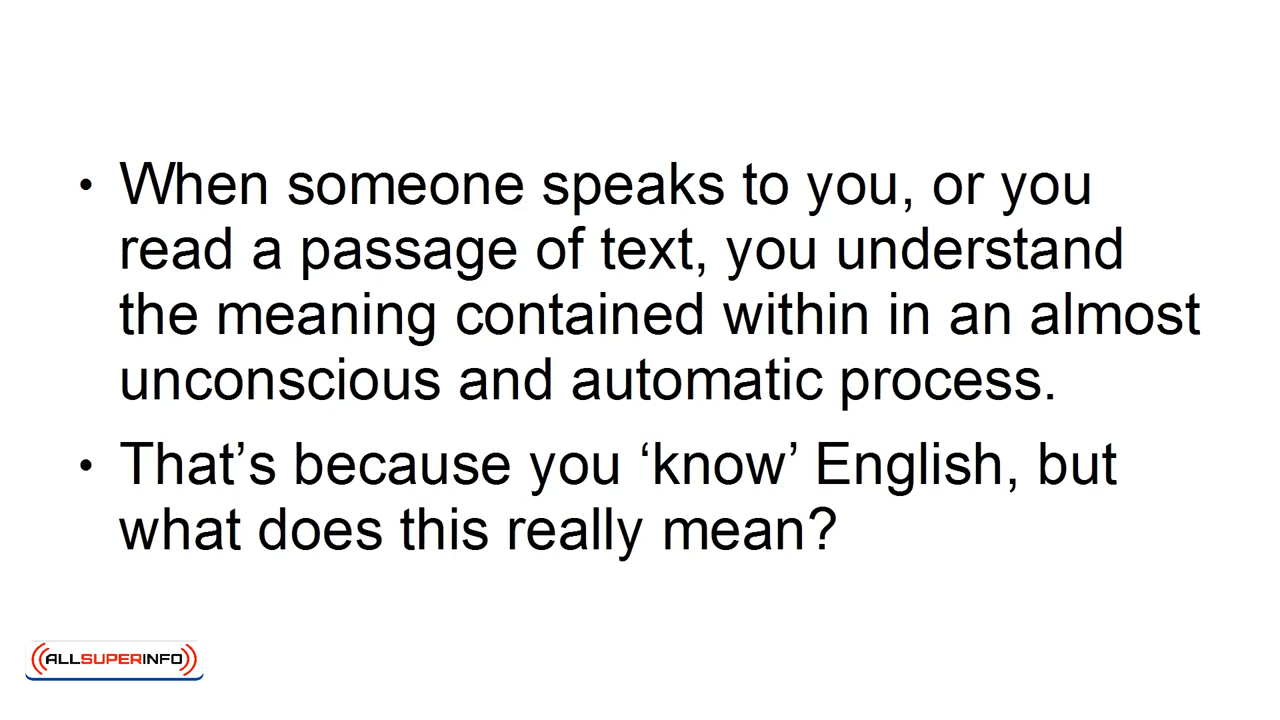 • When someone speaks to you, or you
read a passage of text, you understand
the meaning contained within in an almost
unconscious and automatic process.
• That’s because you ‘know’ English, but
what does this really mean?
ALLSUPERINFO